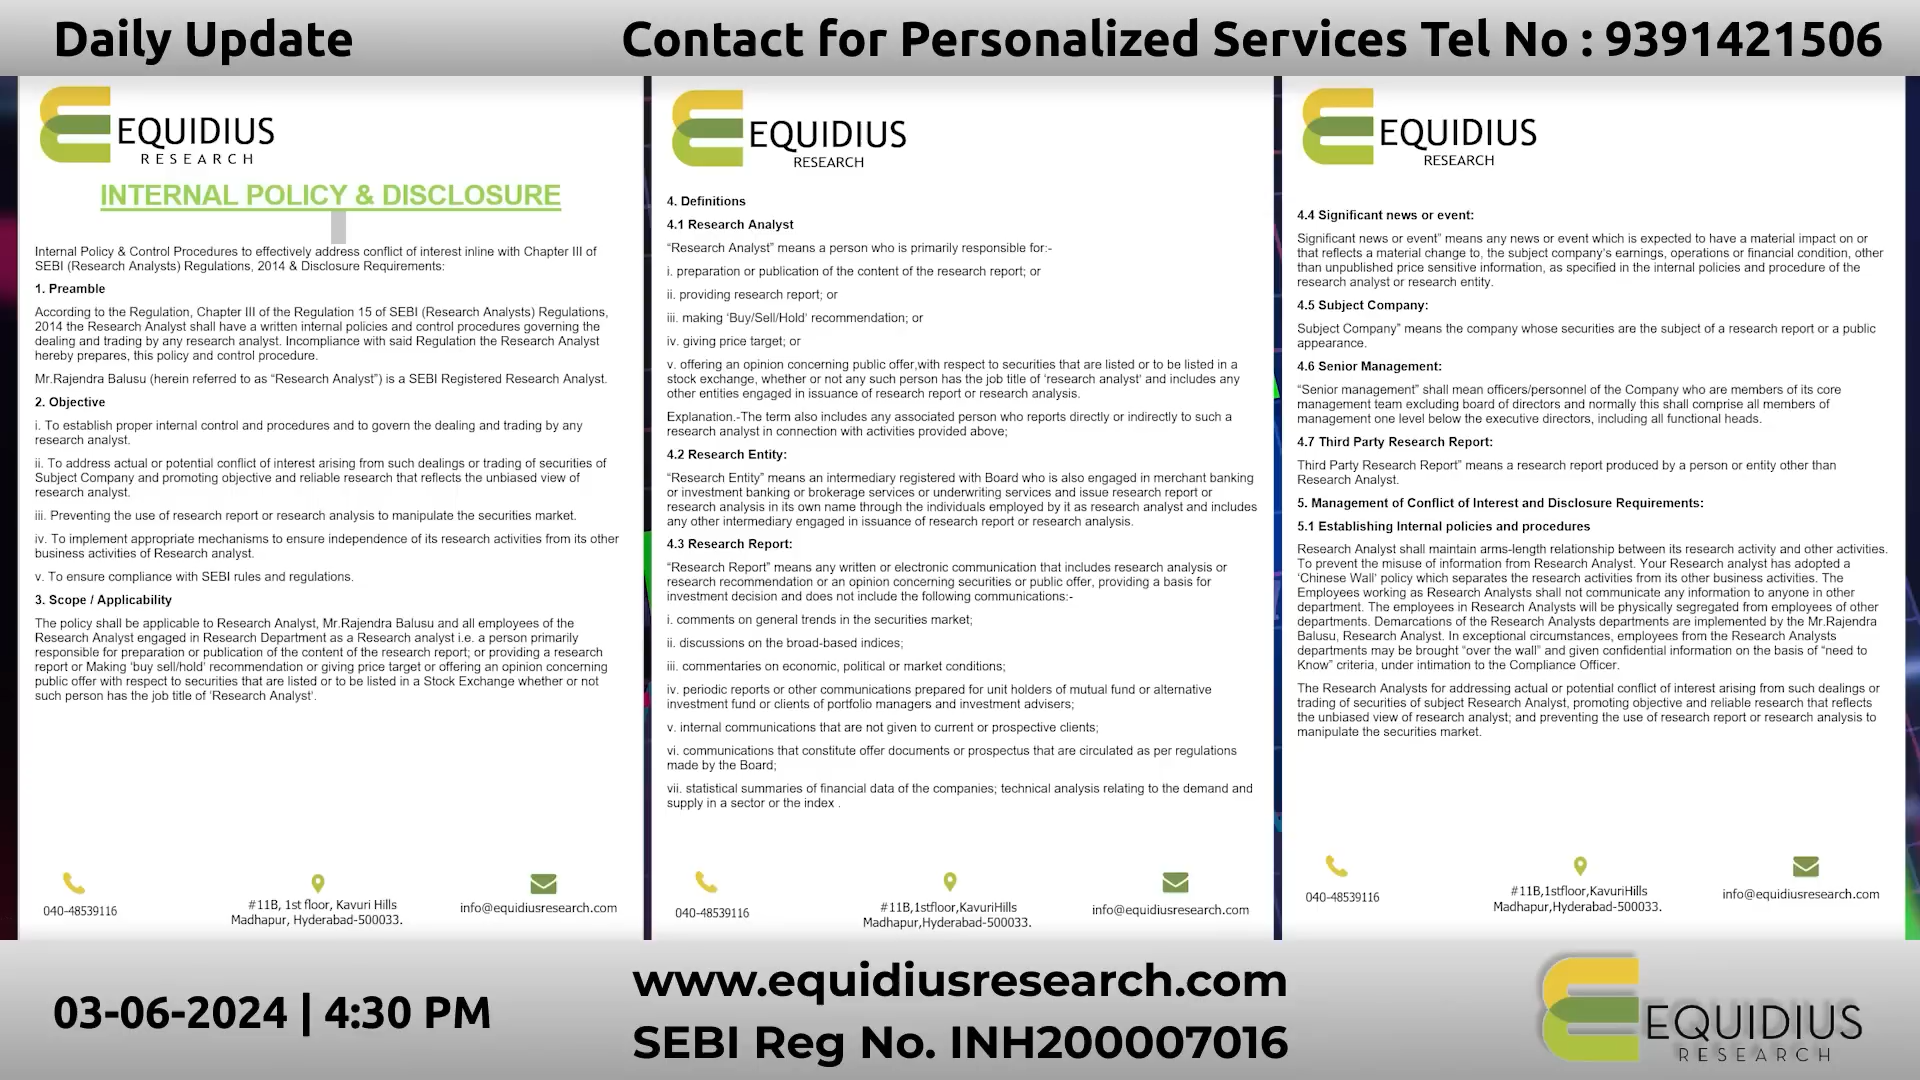 Daily Update
Contact for Personalized Services Tel No : 9391421506
EQUIDIUS
RESEARCH
INTERNAL POLICY & DISCLOSURE
Internal Policy & Control Procedures to effectively address conflict of interest inline with Chapter III of
SEBI (Research Analysts) Regulations, 2014 & Disclosure Requirements:
1. Preamble
According to the Regulation, Chapter III of the Regulation 15 of SEBI (Research Analysts) Regulations,
2014 the Research Analyst shall have a written internal policies and control procedures governing the
dealing and trading by any research analyst. Incompliance with said Regulation the Research Analyst
hereby prepares, this policy and control procedure.
Mr.Rajendra Balusu (herein referred to as “Research Analyst”) is a SEBI Registered Research Analyst.
2. Objective
i. To establish proper internal control and procedures and to govern the dealing and trading by any
research analyst.
ii. To address actual or potential conflict of interest arising from such dealings or trading of securities of
Subject Company and promoting objective and reliable research that reflects the unbiased view of
research analyst.
iii. Preventing the use of research report or research analysis to manipulate the securities market.
iv. To implement appropriate mechanisms to ensure independence of its research activities from its other
business activities of Research analyst.
v. To ensure compliance with SEBI rules and regulations.
3. Scope / Applicability
The policy shall be applicable to Research Analyst, Mr.Rajendra Balusu and all employees of the
Research Analyst engaged in Research Department as a Research analyst i.e. a person primarily
responsible for preparation or publication of the content of the research report; or providing a research
report or Making ‘buy sell/hold’ recommendation or giving price target or offering an opinion concerning
public offer with respect to securities that are listed or to be listed in a Stock Exchange whether or not
such person has the job title of ‘Research Analyst’.
040-48539116
#11B, 1st floor, Kavuri Hills
Madhapur, Hyderabad-500033.
info@equidiusresearch.com
EQUIDIUS
RESEARCH
4. Definitions
4.1 Research Analyst
“Research Analyst” means a person who is primarily responsible for:-
i. preparation or publication of the content of the research report; or
ii. providing research report; or
iii. making ‘Buy/Sell/Hold’ recommendation; or
iv. giving price target; or
v. offering an opinion concerning public offer,with respect to securities that are listed or to be listed in a
stock exchange, whether or not any such person has the job title of ‘research analyst’ and includes any
other entities engaged in issuance of research report or research analysis.
Explanation.-The term also includes any associated person who reports directly or indirectly to such a
research analyst in connection with activities provided above;
4.2 Research Entity:
“Research Entity” means an intermediary registered with Board who is also engaged in merchant banking
or investment banking or brokerage services or underwriting services and issue research report or
research analysis in its own name through the individuals employed by it as research analyst and includes
any other intermediary engaged in issuance of research report or research analysis.
4.3 Research Report:
“Research Report” means any written or electronic communication that includes research analysis or
research recommendation or an opinion concerning securities or public offer, providing a basis for
investment decision and does not include the following communications:-
i. comments on general trends in the securities market;
ii. discussions on the broad-based indices;
iii. commentaries on economic, political or market conditions;
iv. periodic reports or other communications prepared for unit holders of mutual fund or alternative
investment fund or clients of portfolio managers and investment advisers;
v. internal communications that are not given to current or prospective clients;
vi. communications that constitute offer documents or prospectus that are circulated as per regulations
made by the Board;
vii. statistical summaries of financial data of the companies; technical analysis relating to the demand and
supply in a sector or the index .
040-48539116
#11B,1stfloor,KavuriHills
Madhapur,Hyderabad-500033.
info@equidiusresearch.com
EQUIDIUS
RESEARCH
4.4 Significant news or event:
Significant news or event” means any news or event which is expected to have a material impact on or
that reflects a material change to, the subject company’s earnings, operations or financial condition, other
than unpublished price sensitive information, as specified in the internal policies and procedure of the
research analyst or research entity.
4.5 Subject Company:
Subject Company” means the company whose securities are the subject of a research report or a public
appearance.
4.6 Senior Management:
“Senior management” shall mean officers/personnel of the Company who are members of its core
management team excluding board of directors and normally this shall comprise all members of
management one level below the executive directors, including all functional heads.
4.7 Third Party Research Report:
Third Party Research Report” means a research report produced by a person or entity other than
Research Analyst.
5. Management of Conflict of Interest and Disclosure Requirements:
5.1 Establishing Internal policies and procedures
Research Analyst shall maintain arms-length relationship between its research activity and other activities.
To prevent the misuse of information from Research Analyst. Your Research analyst has adopted a
‘Chinese Wall’ policy which separates the research activities from its other business activities. The
Employees working as Research Analysts shall not communicate any information to anyone in other
department. The employees in Research Analysts will be physically segregated from employees of other
departments. Demarcations of the Research Analysts departments are implemented by the Mr.Rajendra
Balusu, Research Analyst. In exceptional circumstances, employees from the Research Analysts
departments may be brought “over the wall” and given confidential information on the basis of “need to
Know” criteria, under intimation to the Compliance Officer.
The Research Analysts for addressing actual or potential conflict of interest arising from such dealings or
trading of securities of subject Research Analyst, promoting objective and reliable research that reflects
the unbiased view of research analyst; and preventing the use of research report or research analysis to
manipulate the securities market.
040-48539116
#11B,1stfloor,KavuriHills
Madhapur,Hyderabad-500033.
info@equidiusresearch.com
03-06-2024 | 4:30 PM
www.equidiusresearch.com
SEBI Reg No. INH200007016
EQUIDIUS
RESEARCH